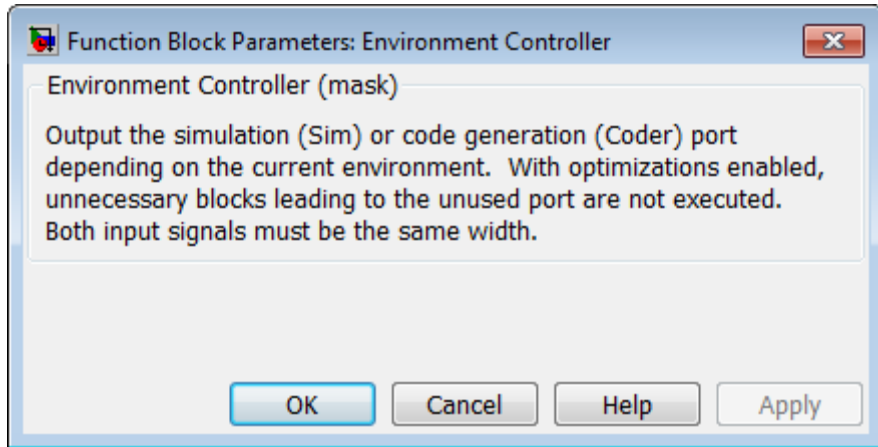 Function Block Parameters: Environment Controller
Environment Controller (mask)
Output the simulation (Sim) or code generation (Coder) port
depending on the current environment.  With optimizations enabled,
unnecessary blocks leading to the unused port are not executed.
Both input signals must be the same width.
OK Cancel Help Apply